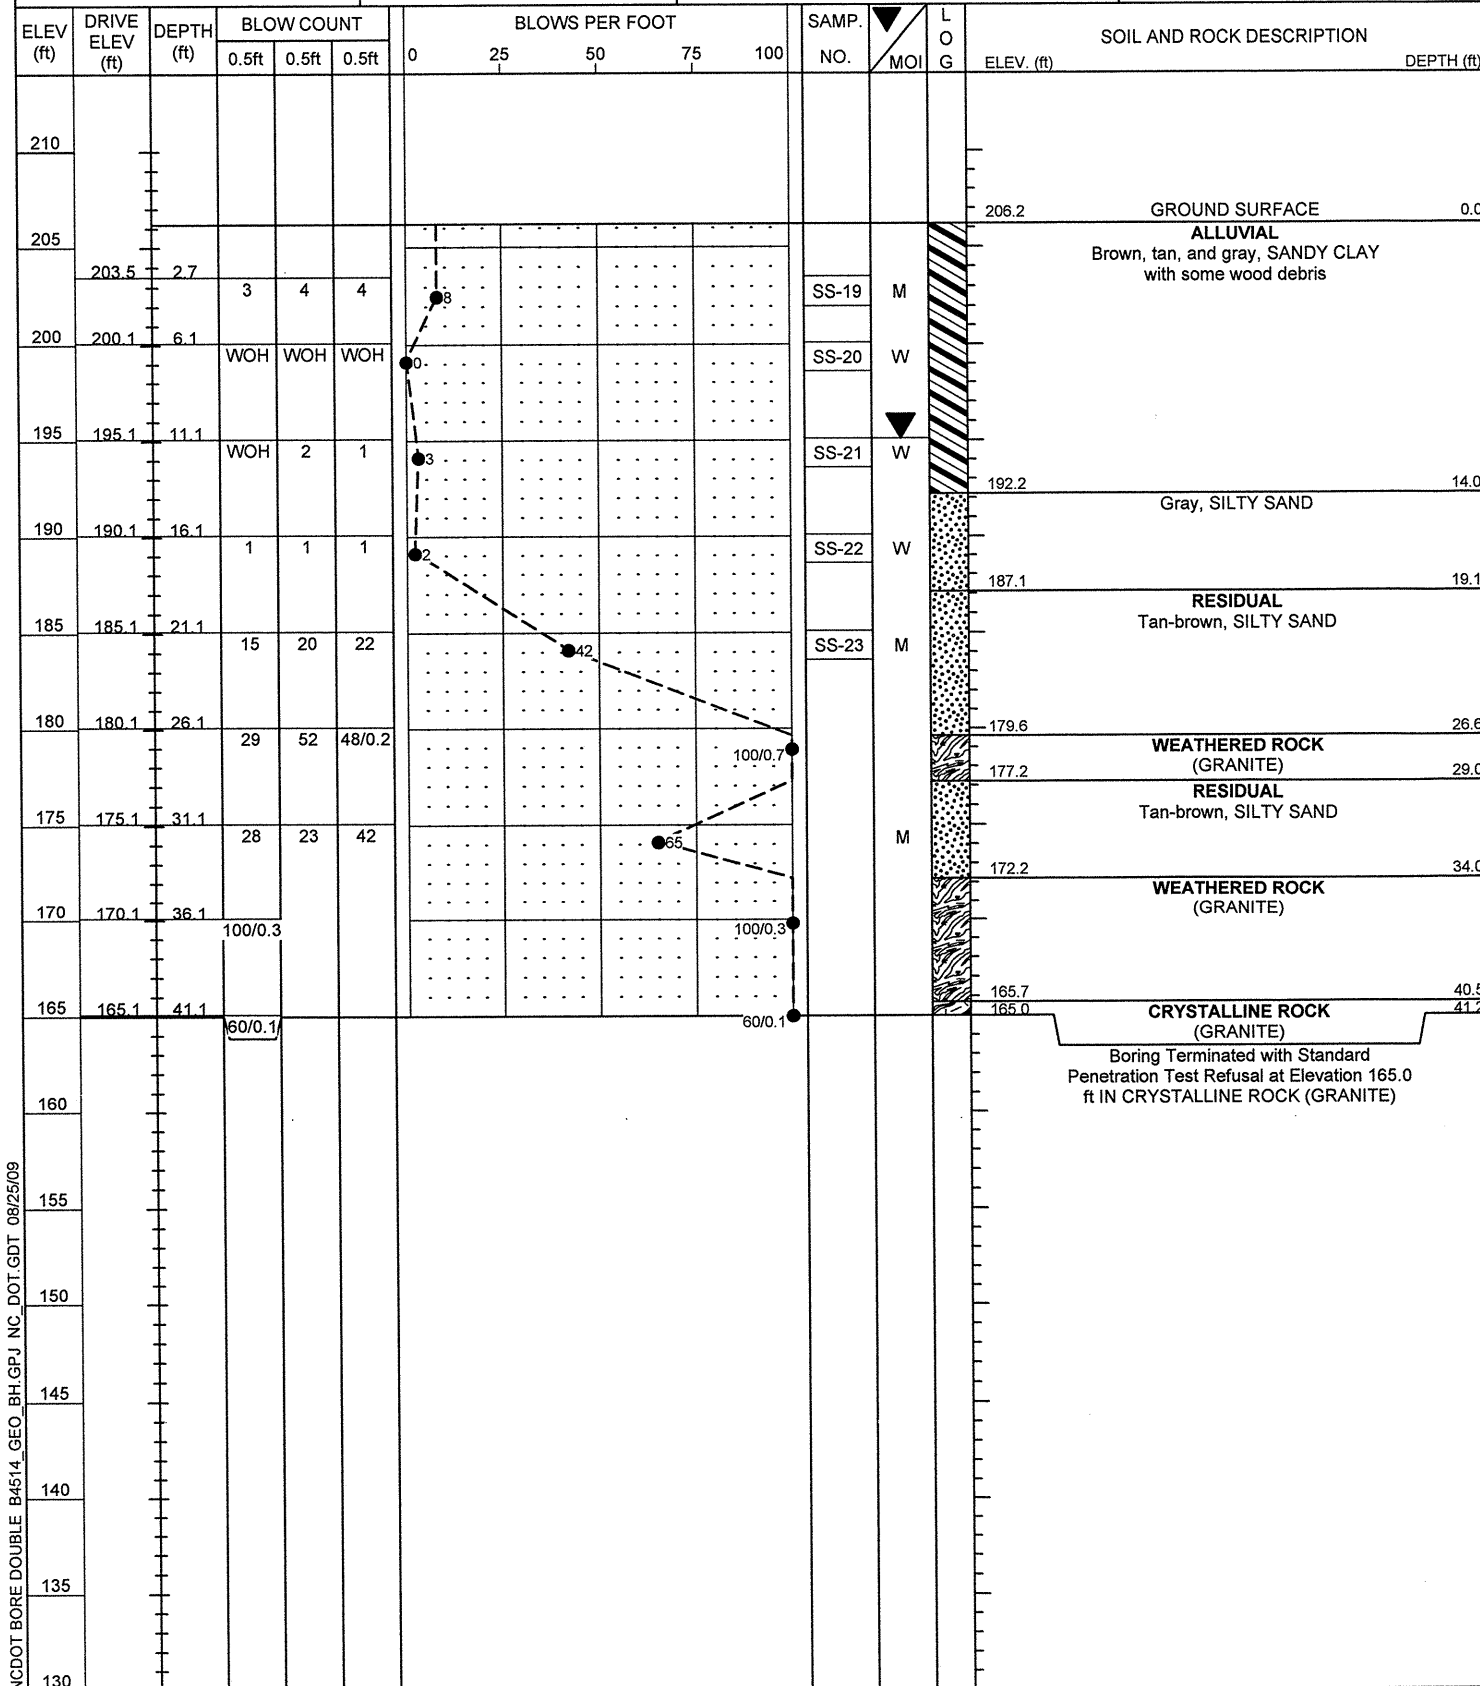 ELEV (ft) DRIVE ELEV (ft) DEPTH (ft) BLOW COUNT BLOWS PER FOOT SAMP. NO. MOI L O G SOIL AND ROCK DESCRIPTION
0.5ft 0.5ft 0.5ft 0 25 50 75 100 ELEV. (ft) DEPTH (ft)
210
206.2 GROUND SURFACE 0.0
205 ALLUVIAL
Brown, tan, and gray, SANDY CLAY
203.5 2.7 with some wood debris
3 4 4 8 SS-19 M
200 200.1 6.1
WOH WOH WOH 0 SS-20 W
195 195.1 11.1
WOH 2 1 3 SS-21 W
192.2 14.0
Gray, SILTY SAND
190 190.1 16.1
1 1 1 2 SS-22 W
187.1 19.1
RESIDUAL
185 185.1 21.1 Tan-brown, SILTY SAND
15 20 22 42 SS-23 M
180 180.1 26.1 179.6 26.6
29 52 48/0.2 100/0.7 WEATHERED ROCK
(GRANITE)
177.2 29.0
RESIDUAL
175 175.1 31.1 Tan-brown, SILTY SAND
28 23 42 65 M
172.2 34.0
WEATHERED ROCK
170 170.1 36.1 (GRANITE)
100/0.3 100/0.3
165.7 40.5
165 165.1 41.1 165.0 CRYSTALLINE ROCK 41.2
60/0.1 60/0.1 (GRANITE)
Boring Terminated with Standard
Penetration Test Refusal at Elevation 165.0
ft IN CRYSTALLINE ROCK (GRANITE)
160
155
150
145
140
135
130
NCDOT BORE DOUBLE B4514_GEO_BH.GPJ NC_DOT.GDT 08/25/09